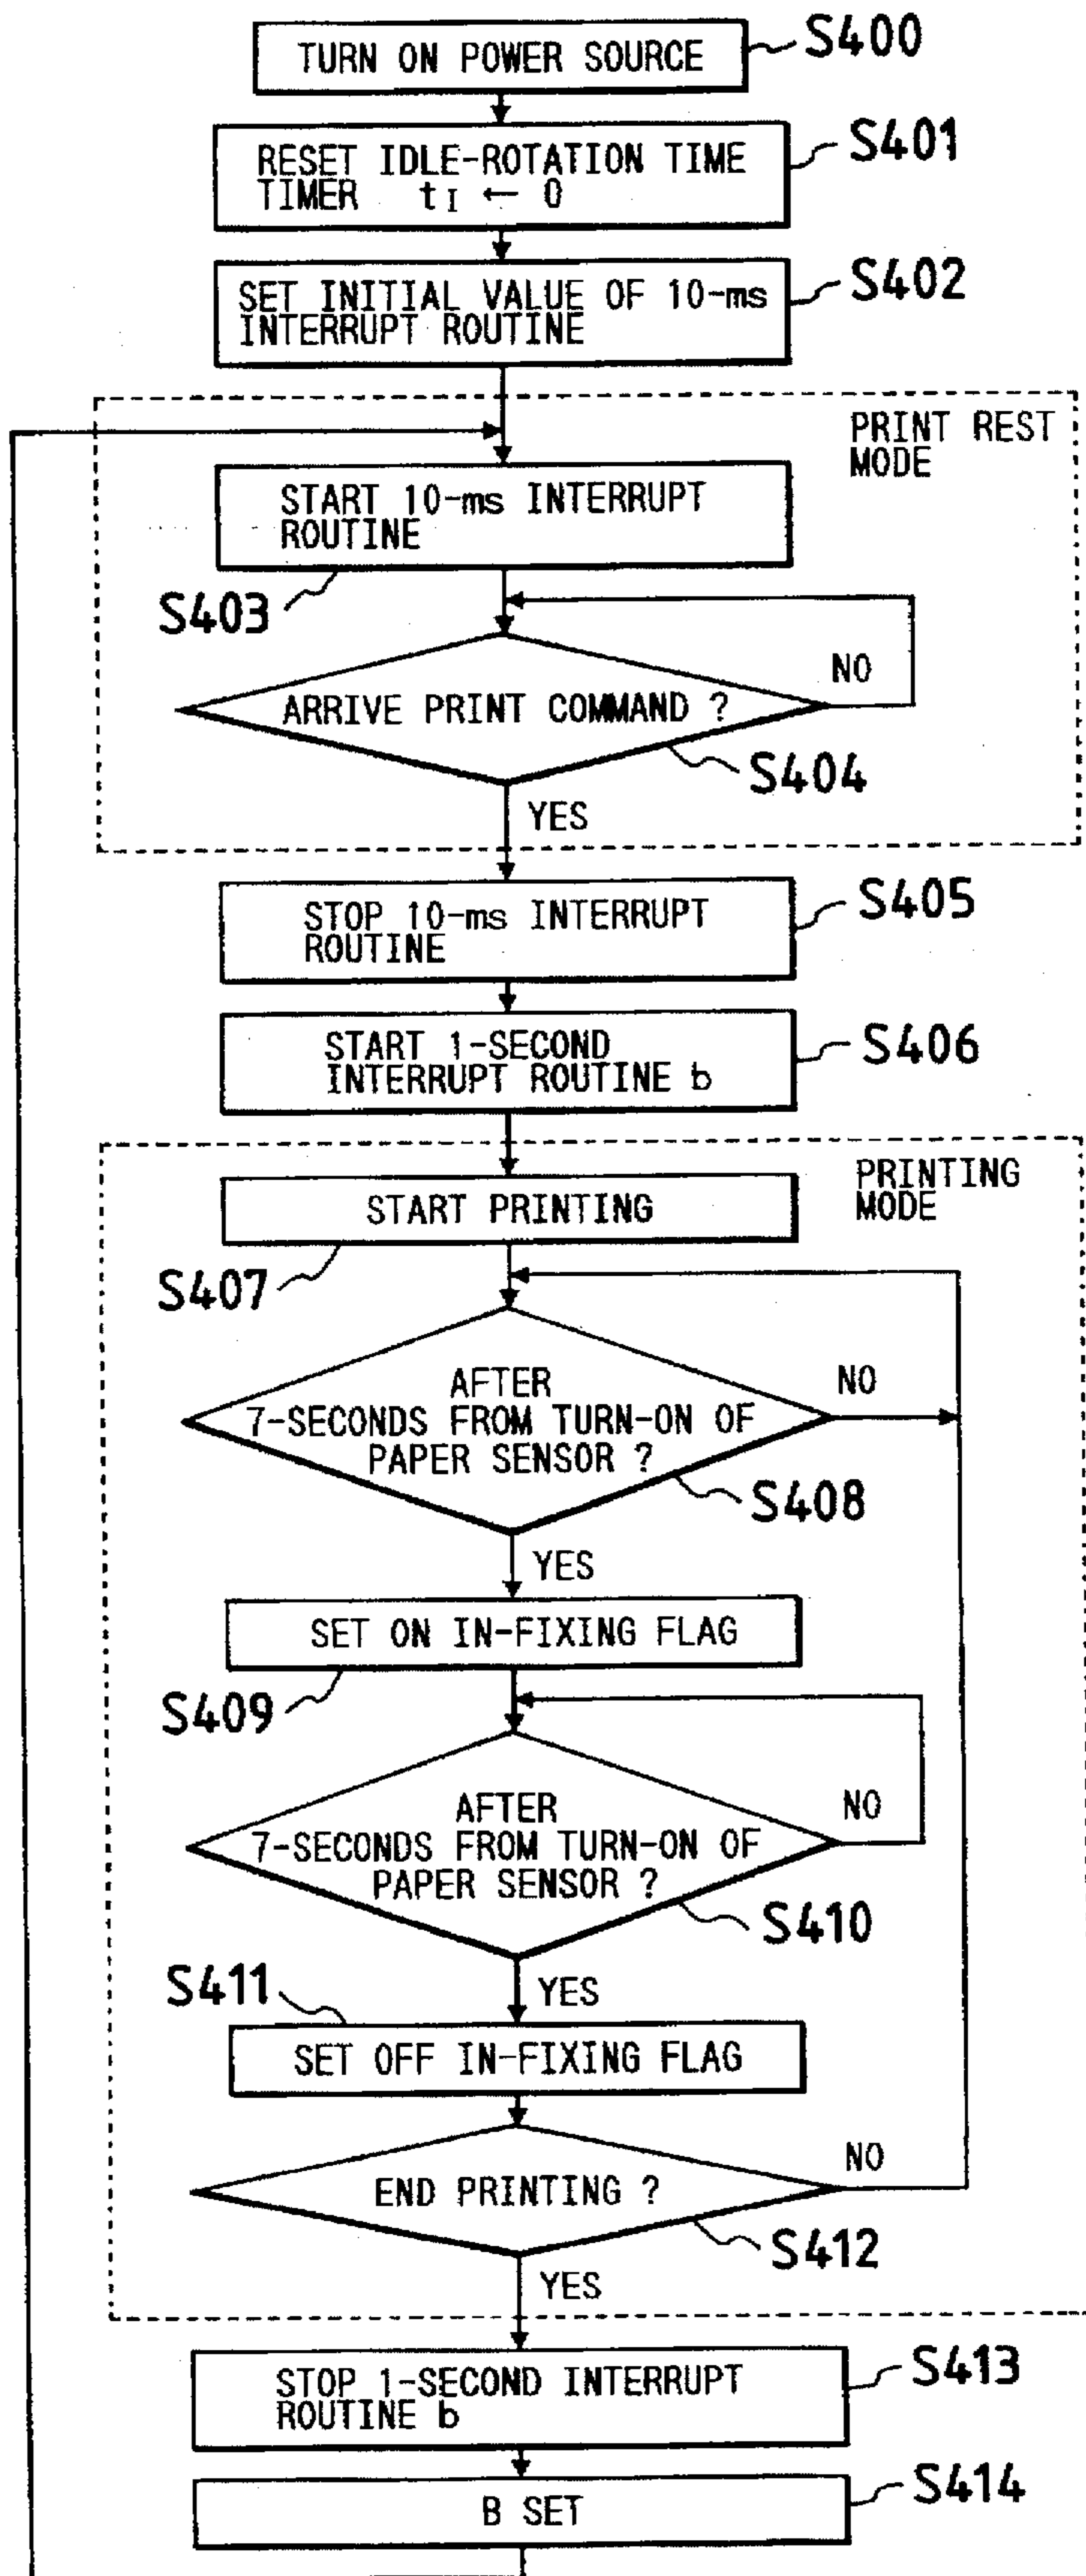 TURN ON POWER SOURCE
S400
RESET IDLE-ROTATION TIME
TIMER tI ← 0
S401
SET INITIAL VALUE OF 10-ms
INTERRUPT ROUTINE
S402
PRINT REST
MODE
START 10-ms INTERRUPT
ROUTINE
S403
ARRIVE PRINT COMMAND ?
NO
S404
YES
STOP 10-ms INTERRUPT
ROUTINE
S405
START 1-SECOND
INTERRUPT ROUTINE b
S406
PRINTING
MODE
START PRINTING
S407
AFTER
7-SECONDS FROM TURN-ON OF
PAPER SENSOR ?
NO
S408
YES
SET ON IN-FIXING FLAG
S409
AFTER
7-SECONDS FROM TURN-ON OF
PAPER SENSOR ?
NO
S410
YES
S411
SET OFF IN-FIXING FLAG
END PRINTING ?
NO
S412
YES
STOP 1-SECOND INTERRUPT
ROUTINE b
S413
B SET
S414